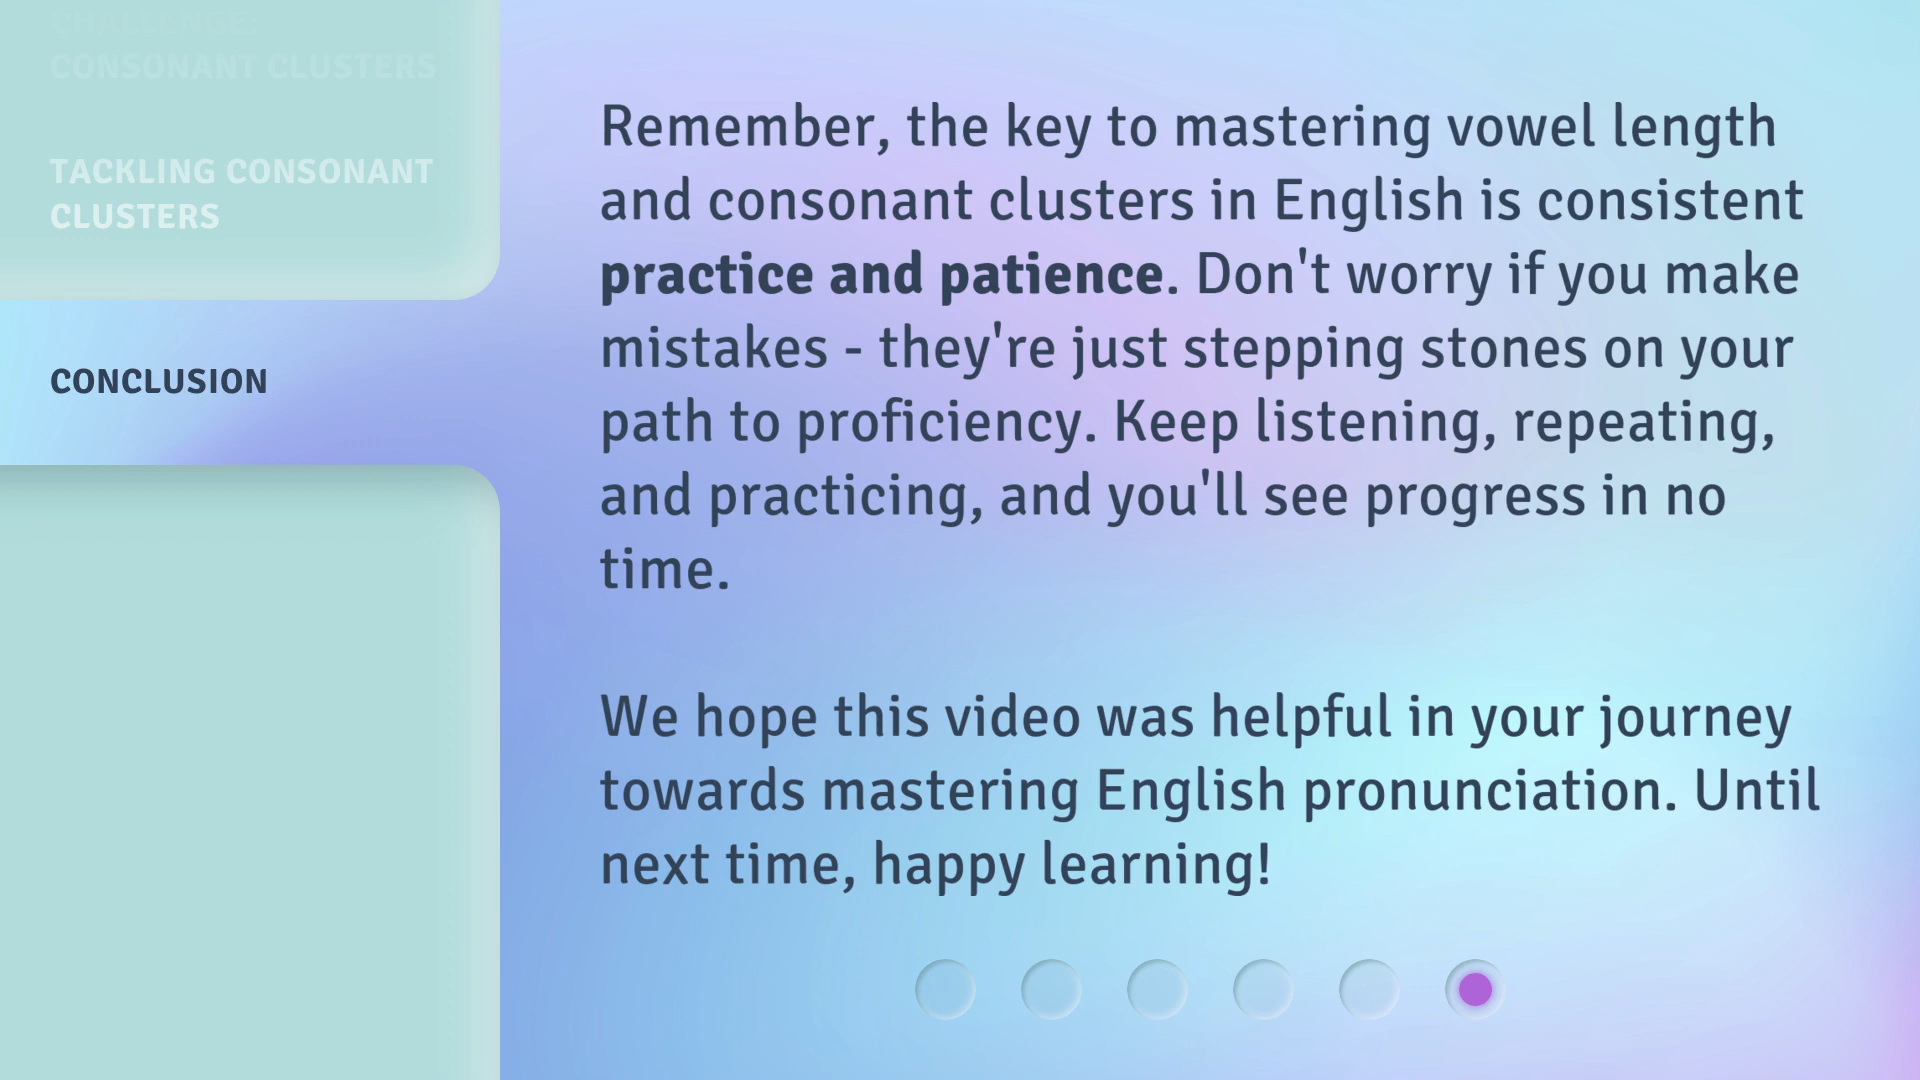 CHALLENGE:
CONSONANT CLUSTERS
TACKLING CONSONANT
CLUSTERS
CONCLUSION
Remember, the key to mastering vowel length
and consonant clusters in English is consistent
practice and patience. Don't worry if you make
mistakes - they're just stepping stones on your
path to proficiency. Keep listening, repeating,
and practicing, and you'll see progress in no
time.
We hope this video was helpful in your journey
towards mastering English pronunciation. Until
next time, happy learning!